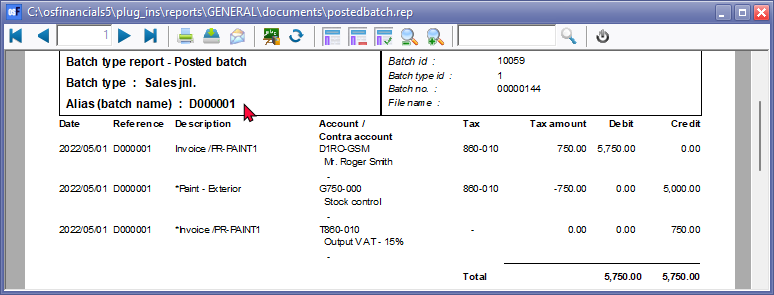 C:\osfinancials5\plug_ins\reports\GENERAL\documents\postedbatch.rep
1
Batch type report - Posted batch
Batch type : Sales jnl.
Alias (batch name) : D000001
Batch id : 10059
Batch type id : 1
Batch no. : 00000144
File name :
Date Reference Description Account / Tax Tax amount Debit Credit
Contra account
2022/05/01 D000001 Invoice /PR-PAINT1 D1RO-GSM 860-010 750.00 5,750.00 0.00
Mr. Roger Smith
-
2022/05/01 D000001 *Paint - Exterior G750-000 860-010 -750.00 0.00 5,000.00
Stock control
-
2022/05/01 D000001 *Invoice /PR-PAINT1 T860-010 - 0.00 0.00 750.00
Output VAT - 15%
-
Total 5,750.00 5,750.00